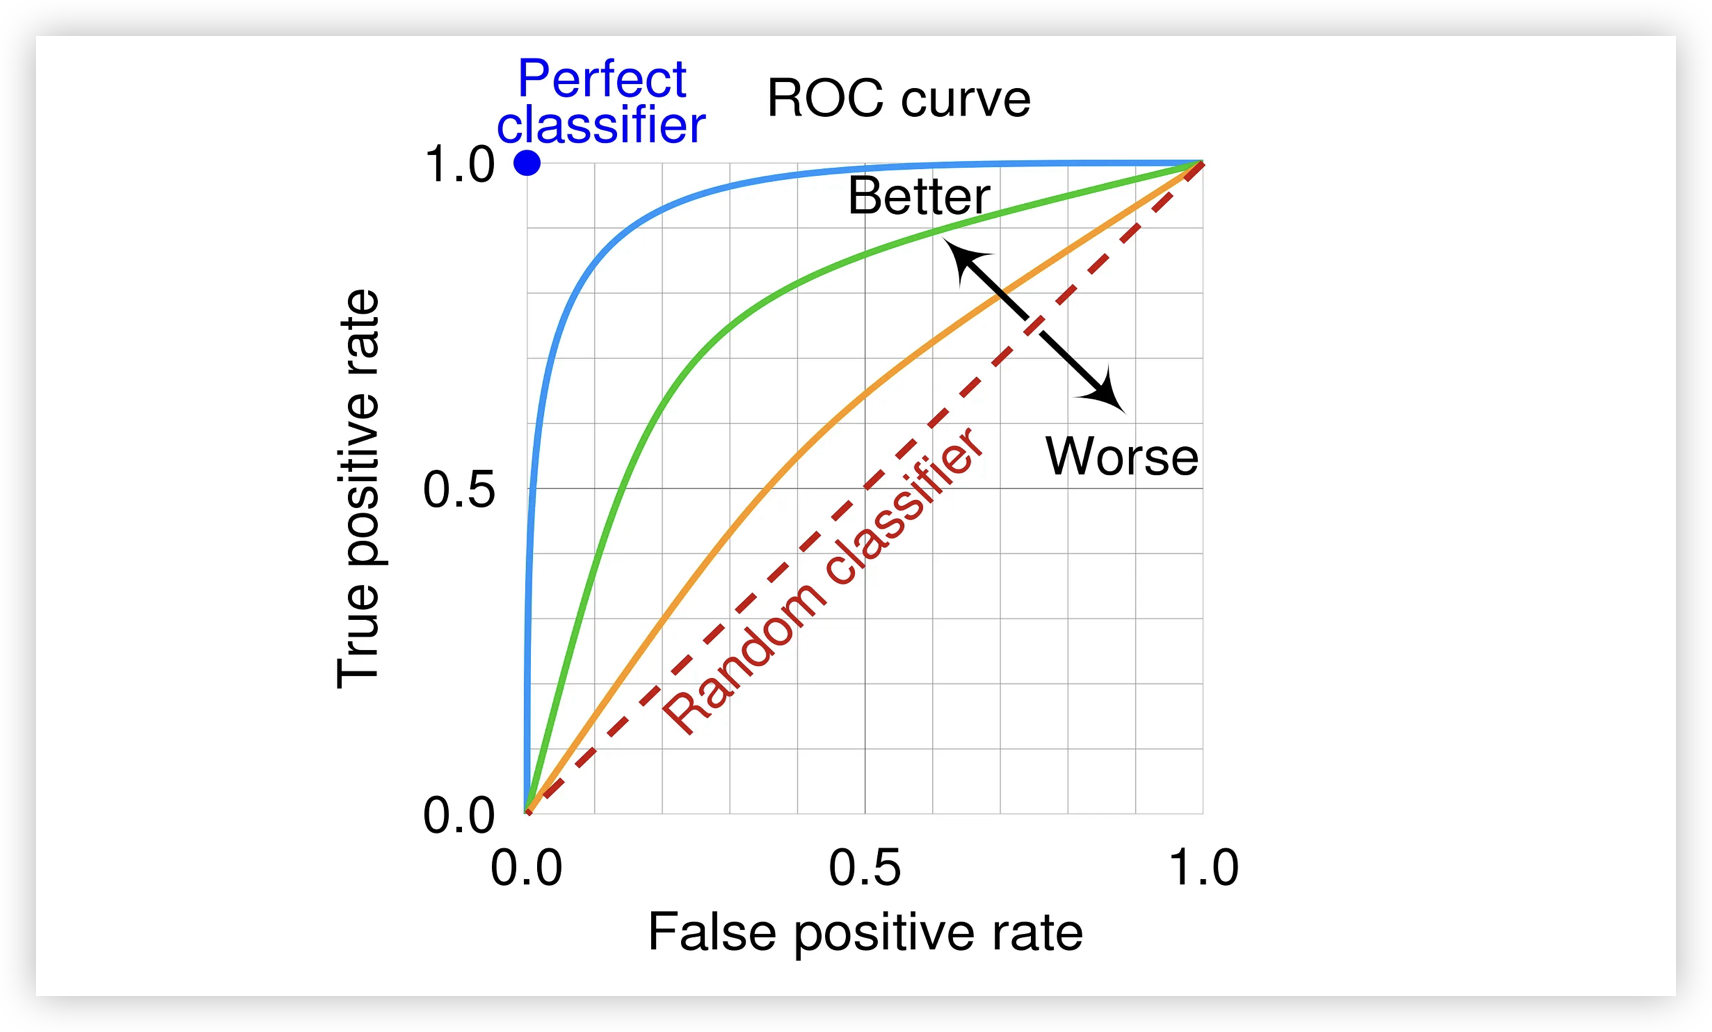 Perfect
classifier
ROC curve
1.0
Better
True positive rate
Worse
0.5
Random classifier
0.0
0.0
0.5
1.0
False positive rate